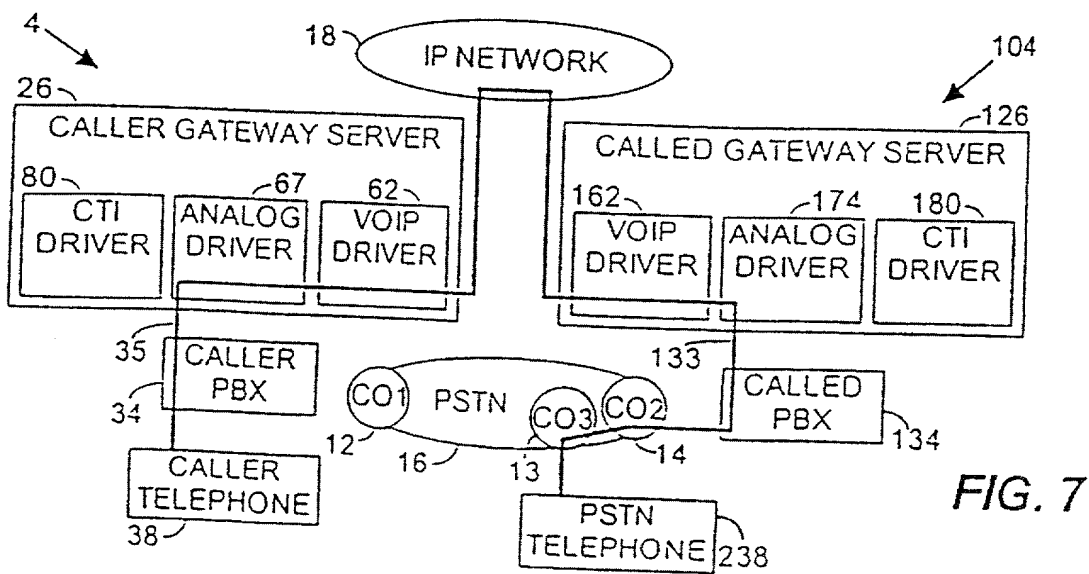 4
18
IP NETWORK
104
26
CALLER GATEWAY SERVER
126
CALLED GATEWAY SERVER
80
CTI
DRIVER
67
ANALOG
DRIVER
62
VOIP
DRIVER
162
VOIP
DRIVER
174
ANALOG
DRIVER
180
CTI
DRIVER
35
CALLER
PBX
34
133
CALLED
PBX
134
CO1
PSTN
CO3
CO2
12
16
13
14
CALLER
TELEPHONE
38
PSTN
TELEPHONE
238
FIG. 7